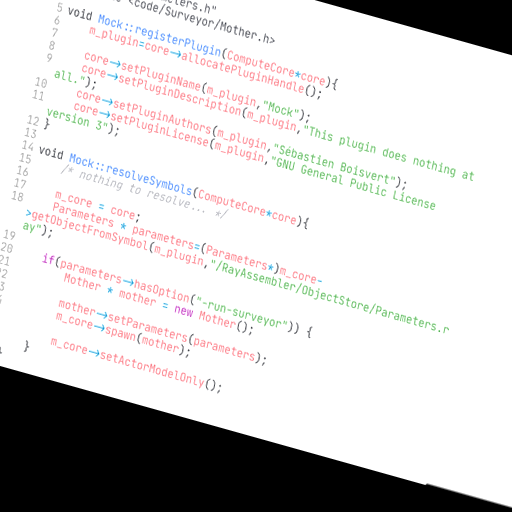 "
<code/Surveyor/Mother.h>
5 void Mock::registerPlugin(ComputeCore*core){
6 m_plugin=core->allocatePluginHandle();
7
8 core->setPluginName(m_plugin,"Mock");
9 core->setPluginDescription(m_plugin,"This plugin does nothing at
all.");
10 core->setPluginAuthors(m_plugin,"Sébastien Boisvert");
11 core->setPluginLicense(m_plugin,"GNU General Public License
version 3");
12 }
13
14 void Mock::resolveSymbols(ComputeCore*core){
15 /* nothing to resolve... */
16
17 m_core = core;
18 Parameters * parameters=(Parameters*)m_core-
>getObjectFromSymbol(m_plugin,"/RayAssembler/ObjectStore/Parameters.r
ay");
19
20 if(parameters->hasOption("-run-surveyor")) {
21 Mother * mother = new Mother();
mother->setParameters(parameters);
m_core->spawn(mother);
m_core->setActorModelOnly();
}